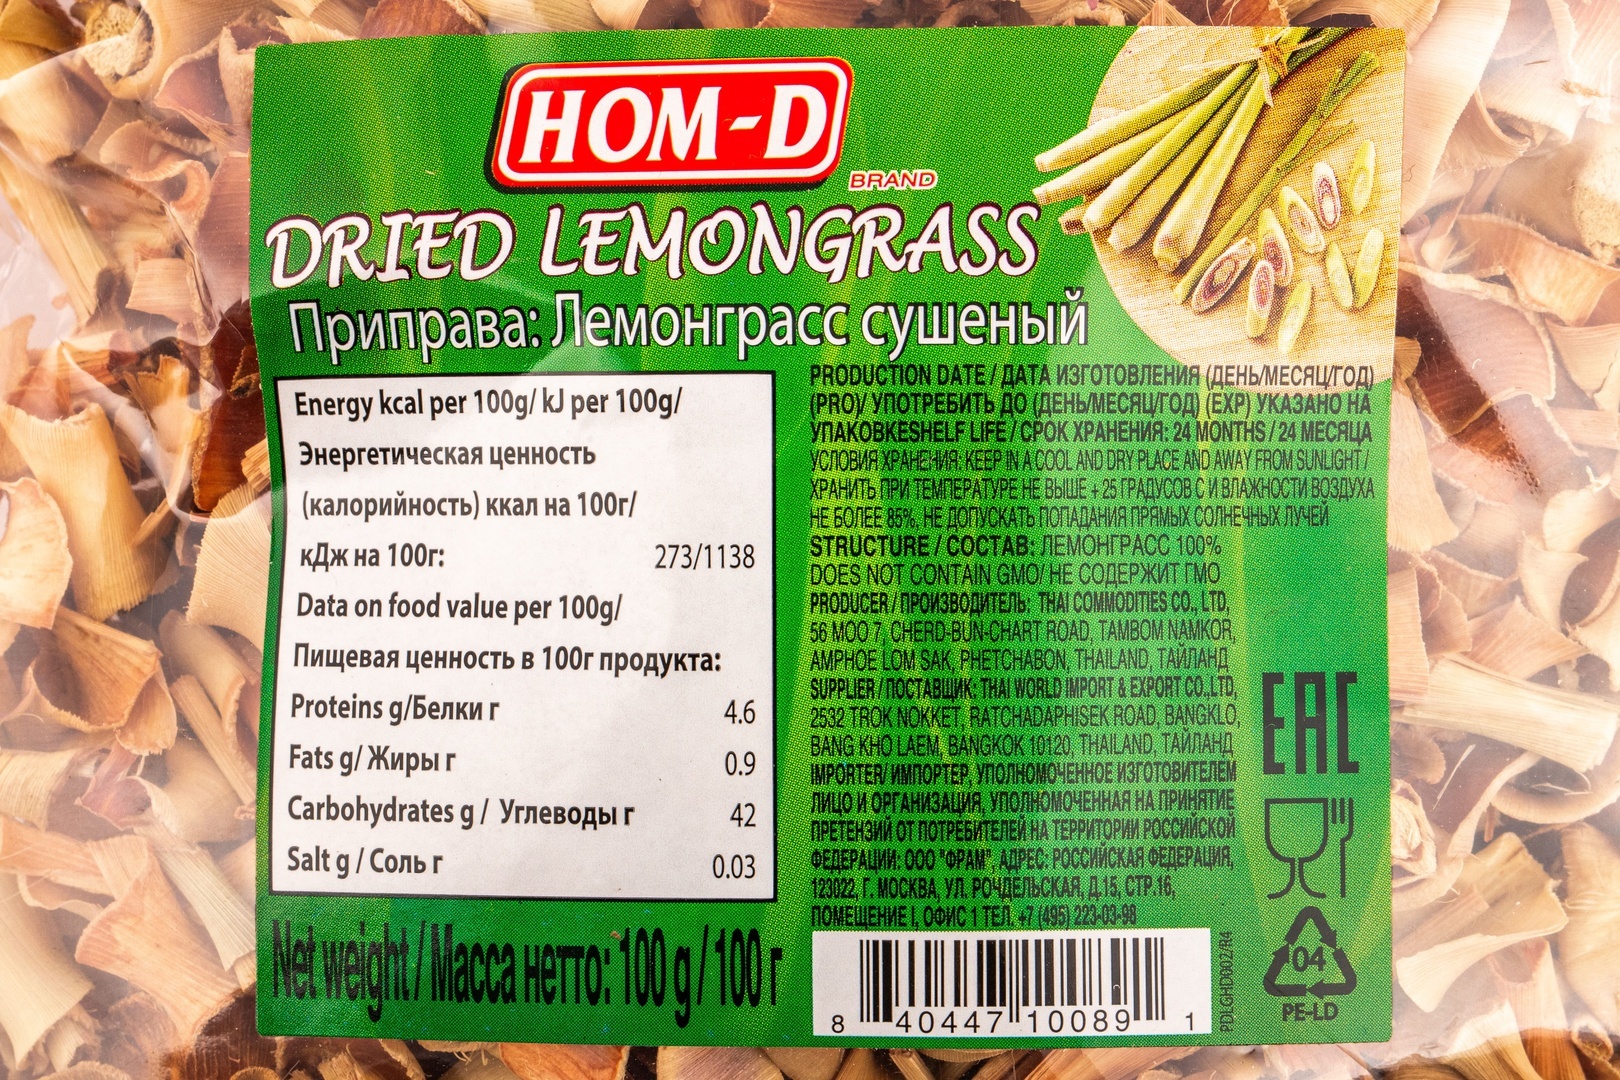 HOM-D
BRAND
DRIED LEMONGRASS
Приправа: Лемонграсс сушеный
Energy kcal per 100g/ kJ per 100g/
Энергетическая ценность
(калорийность) ккал на 100г/
кДж на 100г: 273/1138
Data on food value per 100g/
Пищевая ценность в 100г продукта:
Proteins g/Белки г 4.6
Fats g/ Жиры г 0.9
Carbohydrates g / Углеводы г 42
Salt g / Соль г 0.03
Net weight / Масса нетто: 100 g / 100 г
PRODUCTION DATE / ДАТА ИЗГОТОВЛЕНИЯ (ДЕНЬ/МЕСЯЦ/ГОД)
(PRO)/ УПОТРЕБИТЬ ДО (ДЕНЬ/МЕСЯЦ/ГОД) (EXP) УКАЗАНО НА
УПАКОВКЕSHELF LIFE / СРОК ХРАНЕНИЯ: 24 MONTHS / 24 МЕСЯЦА
УСЛОВИЯ ХРАНЕНИЯ: KEEP IN A COOL AND DRY PLACE AND AWAY FROM SUNLIGHT /
ХРАНИТЬ ПРИ ТЕМПЕРАТУРЕ НЕ ВЫШЕ +25 ГРАДУСОВ С И ВЛАЖНОСТИ ВОЗДУХА
НЕ БОЛЕЕ 85%, НЕ ДОПУСКАТЬ ПОПАДАНИЯ ПРЯМЫХ СОЛНЕЧНЫХ ЛУЧЕЙ
STRUCTURE / СОСТАВ: ЛЕМОНГРАСС 100%
DOES NOT CONTAIN GMO/ НЕ СОДЕРЖИТ ГМО
PRODUCER / ПРОИЗВОДИТЕЛЬ: THAI COMMODITIES CO., LTD,
56 MOO 7, CHERD-BUN-CHART ROAD, TAMBOM NAMKOR,
AMPHOE LOM SAK, PHETCHABON, THAILAND, ТАЙЛАНД
SUPPLIER / ПОСТАВЩИК: THAI WORLD IMPORT & EXPORT CO.,LTD,
2532 TROK NOKKET, RATCHADAPHISEK ROAD, BANGKLO,
BANG KHO LAEM, BANGKOK 10120, THAILAND, ТАЙЛАНД
IMPORTER/ ИМПОРТЕР, УПОЛНОМОЧЕННОЕ ИЗГОТОВИТЕЛЕМ
ЛИЦО И ОРГАНИЗАЦИЯ, УПОЛНОМОЧЕННАЯ НА ПРИНЯТИЕ
ПРЕТЕНЗИЙ ОТ ПОТРЕБИТЕЛЕЙ НА ТЕРРИТОРИИ РОССИЙСКОЙ
ФЕДЕРАЦИИ: ООО "ФРАМ", АДРЕС: РОССИЙСКАЯ ФЕДЕРАЦИЯ,
123022, Г. МОСКВА, УЛ. РОЧДЕЛЬСКАЯ, Д.15, СТР.16,
ПОМЕЩЕНИЕ I, ОФИС 1 ТЕЛ. +7 (495) 223-03-98
EAC
04
PE-LD
8 40447 10089 1
PDLGHD002/R4